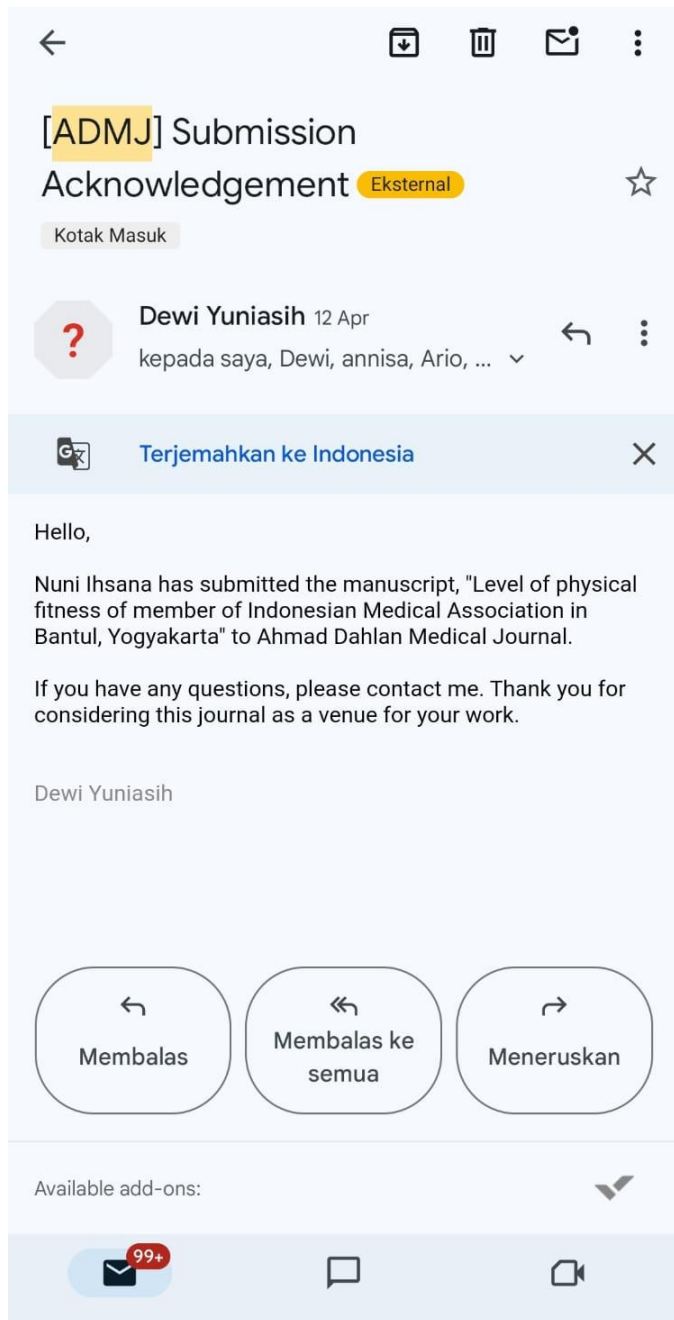 [ADMJ] Submission
Acknowledgement Eksternal
Kotak Masuk
?
Dewi Yuniasih 12 Apr
kepada saya, Dewi, annisa, Ario, ...
G文
Terjemahkan ke Indonesia
Hello,
Nuni Ihsana has submitted the manuscript, "Level of physical
fitness of member of Indonesian Medical Association in
Bantul, Yogyakarta" to Ahmad Dahlan Medical Journal.
If you have any questions, please contact me. Thank you for
considering this journal as a venue for your work.
Dewi Yuniasih
Membalas
Membalas ke
semua
Meneruskan
Available add-ons:
99+